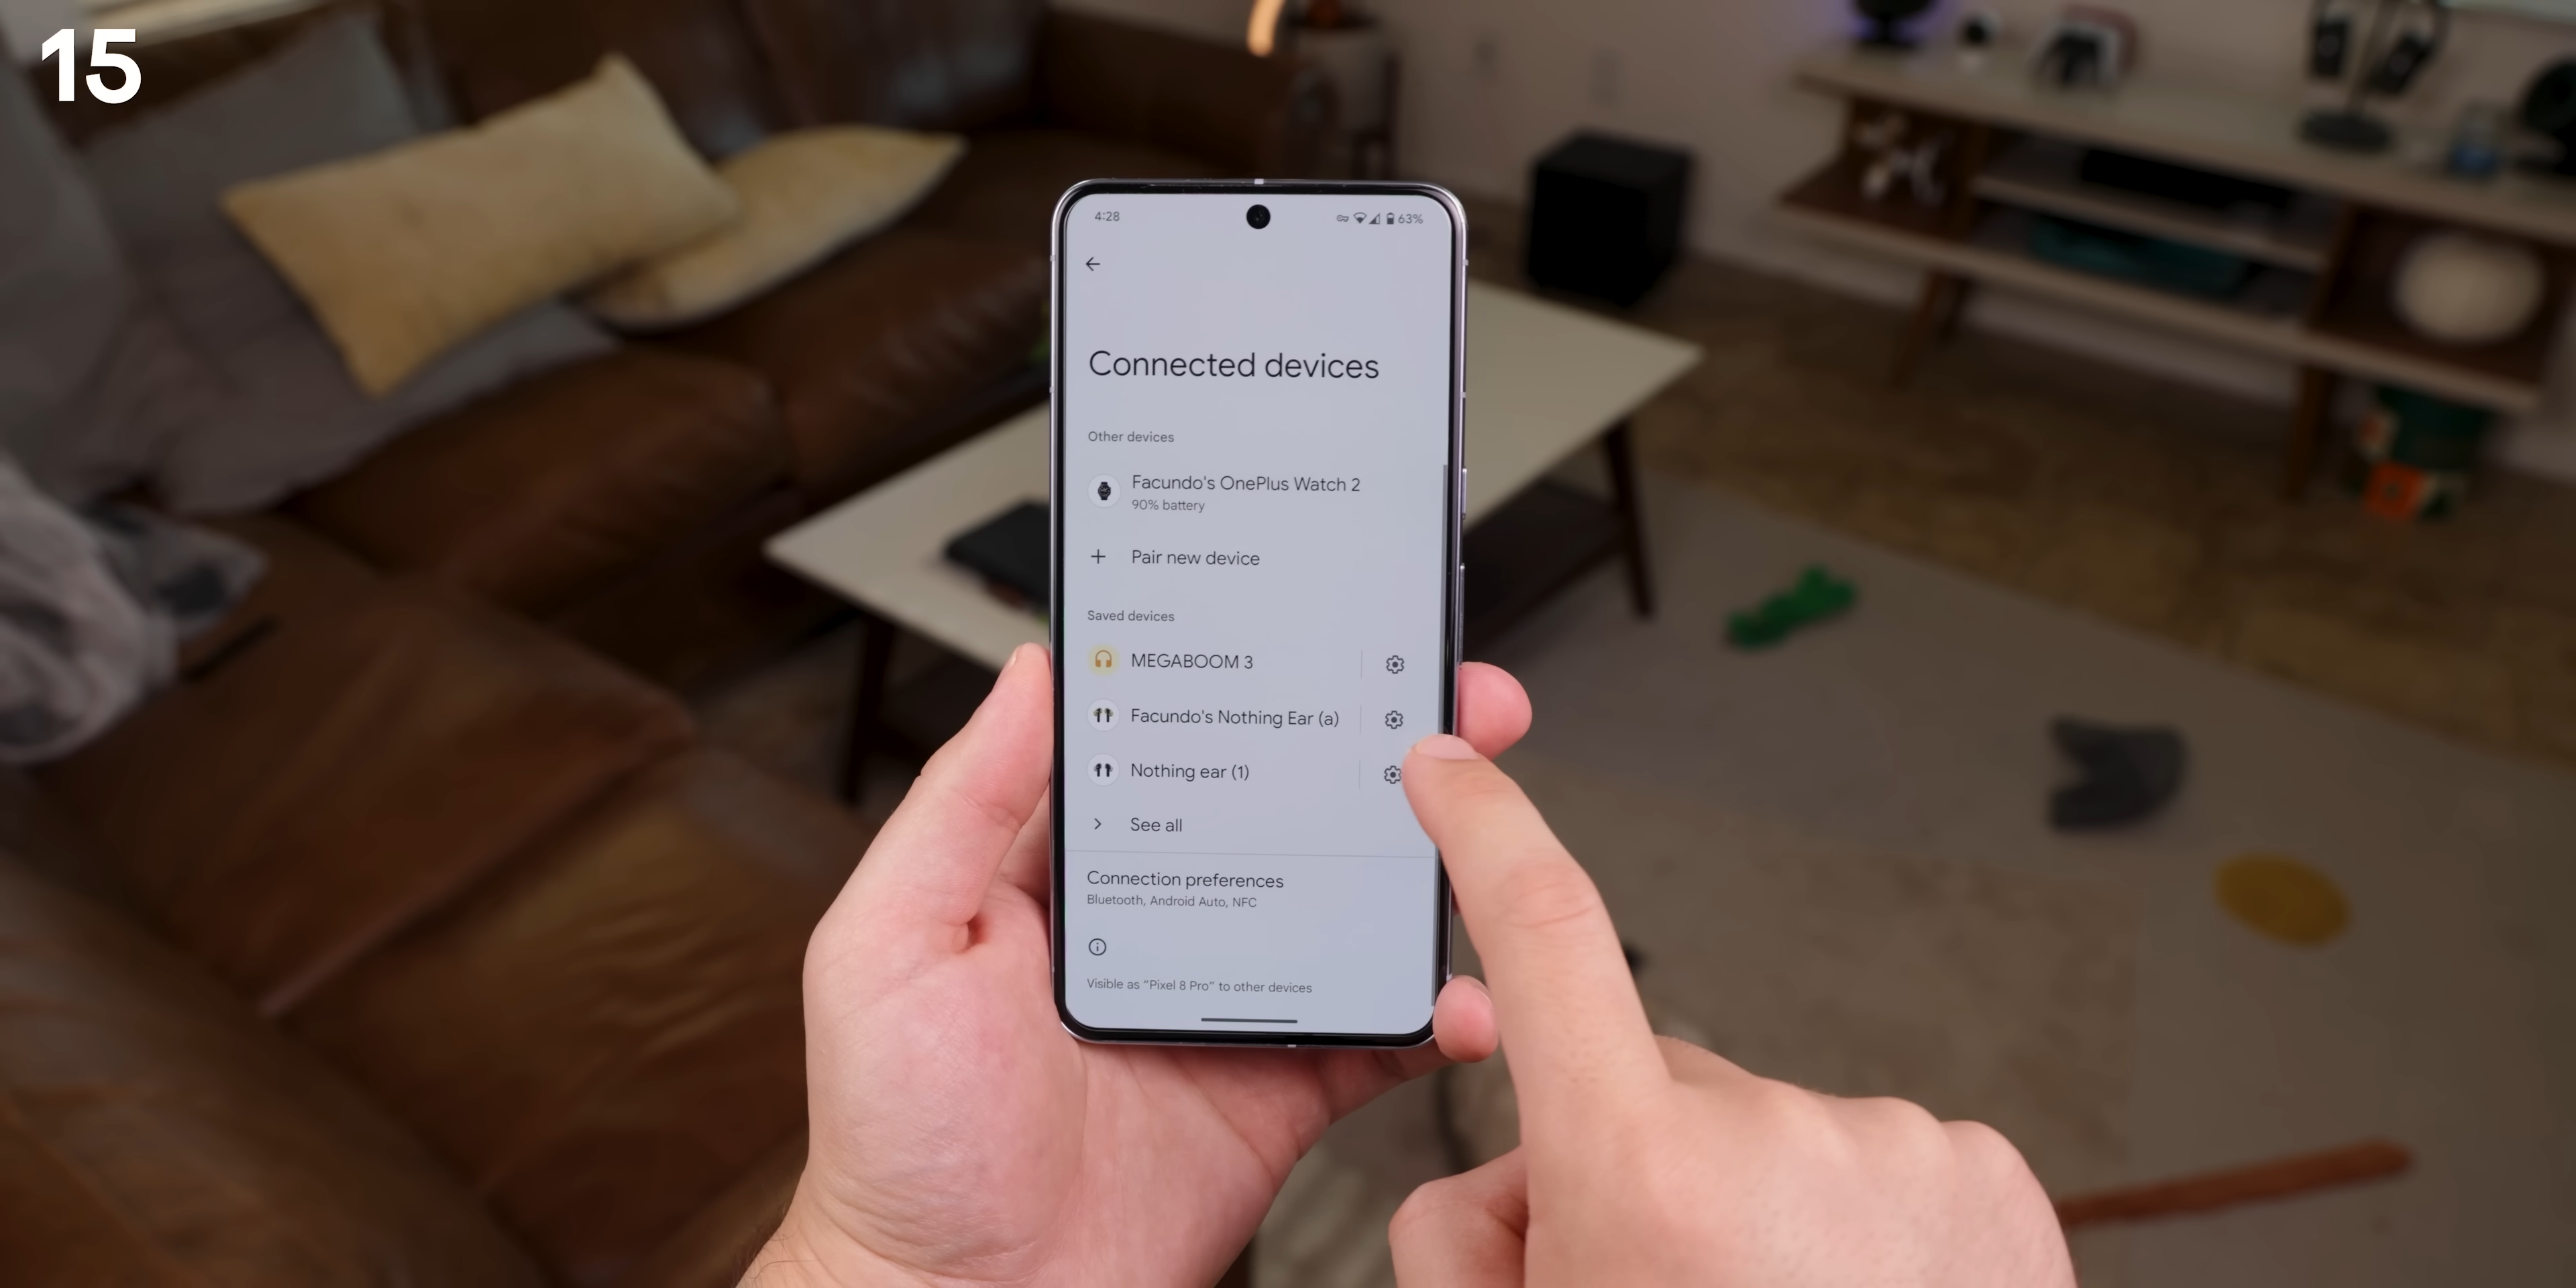 15
4:28
63%
Connected devices
Other devices
Facundo's OnePlus Watch 2
90% battery
Pair new device
Saved devices
MEGABOOM 3
Facundo's Nothing Ear (a)
Nothing ear (1)
See all
Connection preferences
Bluetooth, Android Auto, NFC
Visible as “Pixel 8 Pro” to other devices